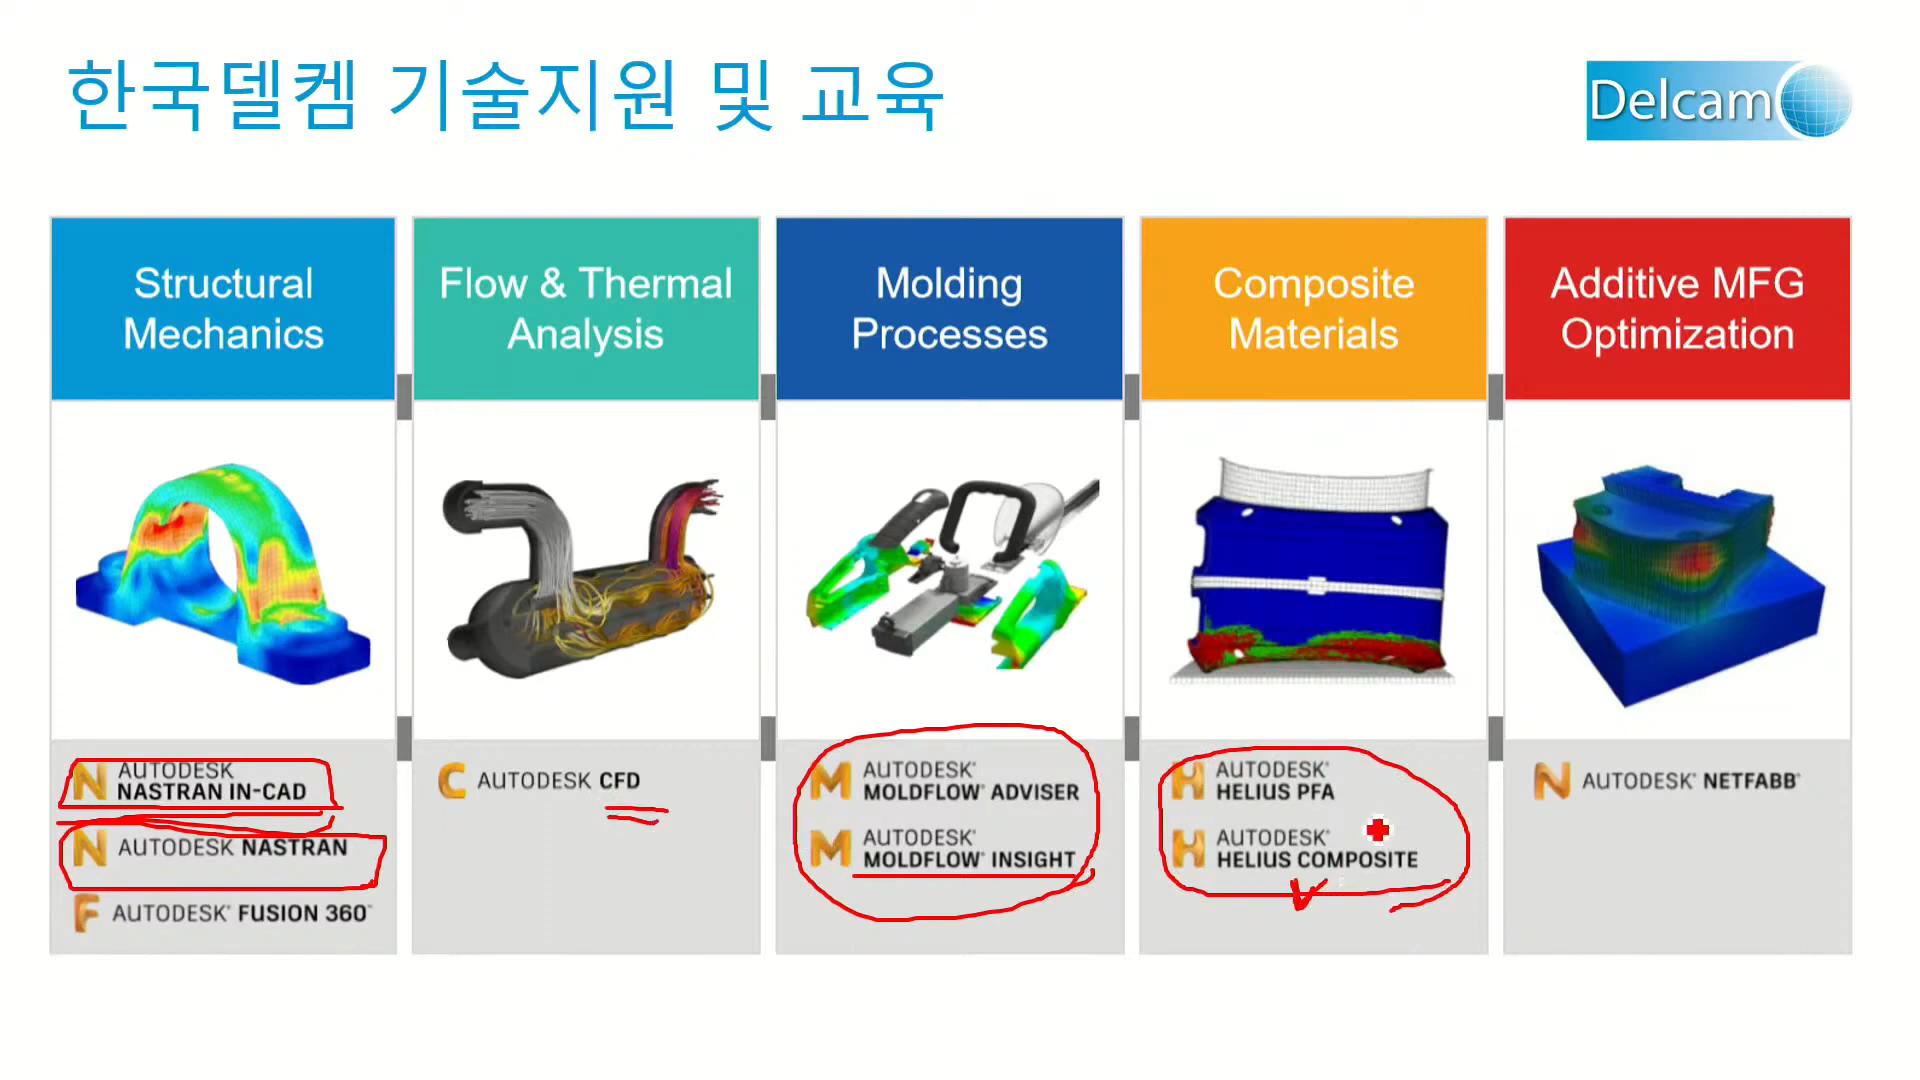 한국델켐 기술지원 및 교육
Delcam
Structural
Mechanics
Flow & Thermal
Analysis
Molding
Processes
Composite
Materials
Additive MFG
Optimization
N AUTODESK
NASTRAN IN-CAD
N AUTODESK NASTRAN
F AUTODESK® FUSION 360™
C AUTODESK CFD
M AUTODESK®
MOLDFLOW® ADVISER
M AUTODESK®
MOLDFLOW® INSIGHT
H AUTODESK®
HELIUS PFA
H AUTODESK®
HELIUS COMPOSITE
N AUTODESK® NETFABB®